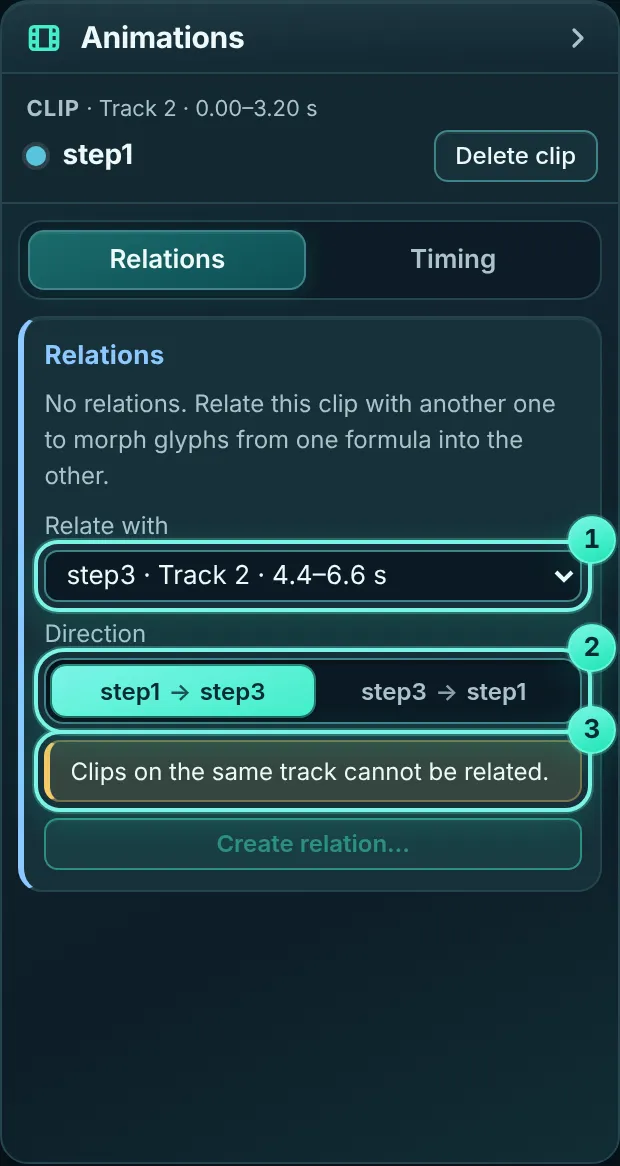 Animations
CLIP · Track 2 · 0.00–3.20 s
step1
Delete clip
Relations
Timing
Relations
No relations. Relate this clip with another one
to morph glyphs from one formula into the
other.
Relate with
1
step3 · Track 2 · 4.4–6.6 s
Direction
2
step1 → step3
step3 → step1
3
Clips on the same track cannot be related.
Create relation...